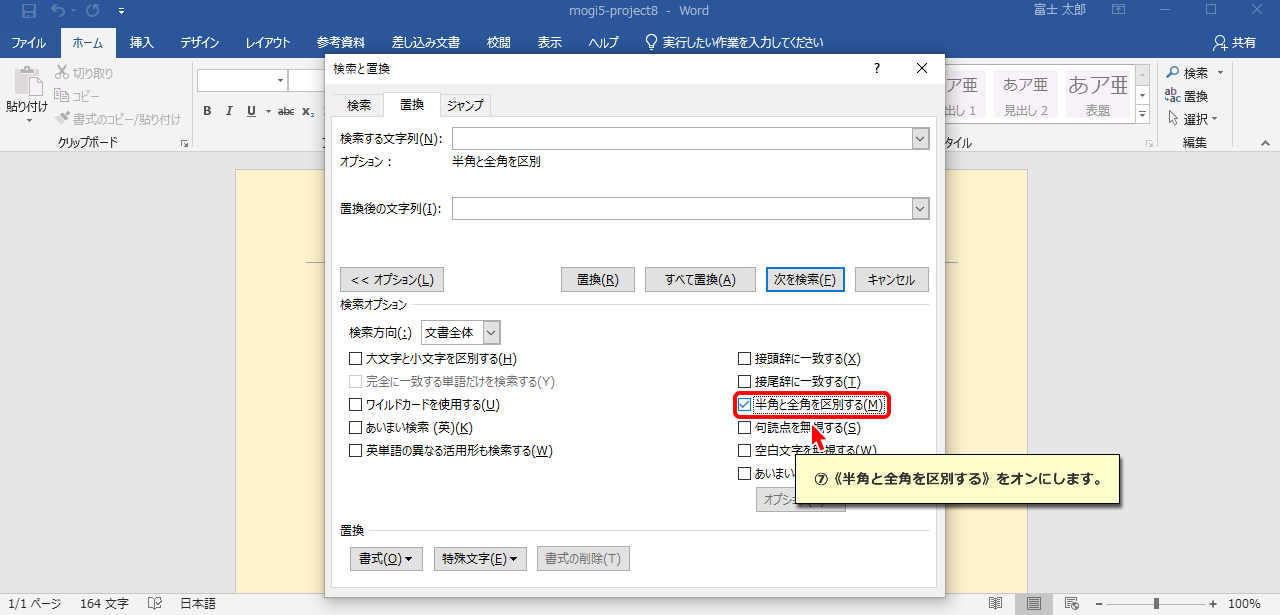 mogi5-project8 - Word
富士 太郎
ファイル ホーム 挿入 デザイン レイアウト 参考資料 差し込み文書 校閲 表示 ヘルプ 実行したい作業を入力してください 共有
貼り付け
切り取り
コピー
書式のコピー/貼り付け
クリップボード
B I U abc x₂
検索と置換 ?
検索 置換 ジャンプ
検索する文字列(N):
オプション： 半角と全角を区別
置換後の文字列(I):
<< オプション(L) 置換(R) すべて置換(A) 次を検索(F) キャンセル
検索オプション
検索方向(:) 文書全体
大文字と小文字を区別する(H)
完全に一致する単語だけを検索する(Y)
ワイルドカードを使用する(U)
あいまい検索 (英)(K)
英単語の異なる活用形も検索する(W)
接頭辞に一致する(X)
接尾辞に一致する(T)
半角と全角を区別する(M)
句読点を無視する(S)
空白文字を無視する(W)
あいまい
オプシ
⑦《半角と全角を区別する》をオンにします。
置換
書式(O) 特殊文字(E) 書式の削除(T)
ア亜 あア亜 あア亜
出し 1 見出し 2 表題
タイル
検索
置換
選択
編集
1/1 ページ 164 文字 日本語 100%